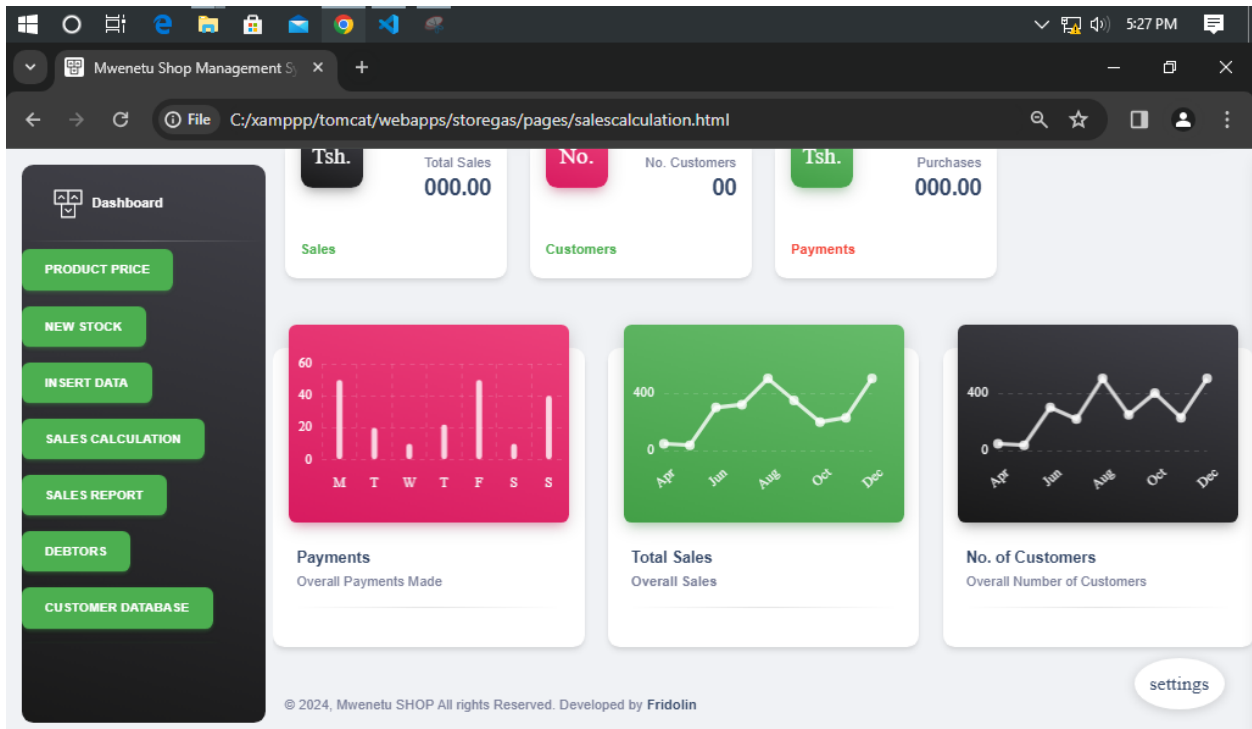 5:27 PM
Mwenetu Shop Management Sy
File C:/xamppp/tomcat/webapps/storegas/pages/salescalculation.html
Dashboard
PRODUCT PRICE
NEW STOCK
INSERT DATA
SALES CALCULATION
SALES REPORT
DEBTORS
CUSTOMER DATABASE
Tsh.
Total Sales
000.00
Sales
No.
No. Customers
00
Customers
Tsh.
Purchases
000.00
Payments
60
40
20
0
M T W T F S S
Payments
Overall Payments Made
400
0
Apr Jun Aug Oct Dec
Total Sales
Overall Sales
400
0
Apr Jun Aug Oct Dec
No. of Customers
Overall Number of Customers
settings
© 2024, Mwenetu SHOP All rights Reserved. Developed by Fridolin